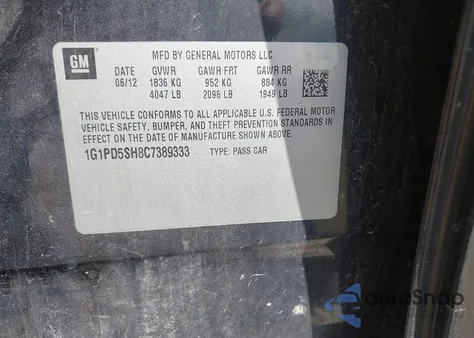 GM
MFD BY GENERAL MOTORS LLC
DATE GVWR GAWR FRT GAWR RR
06/12 1836 KG 952 KG 884 KG
4047 LB 2098 LB 1949 LB
THIS VEHICLE CONFORMS TO ALL APPLICABLE U.S. FEDERAL MOTOR
VEHICLE SAFETY, BUMPER, AND THEFT PREVENTION STANDARDS IN
EFFECT ON THE DATE OF MANUFACTURE SHOWN ABOVE.
1G1PD5SH8C7389333 TYPE: PASS CAR
AutoSnap